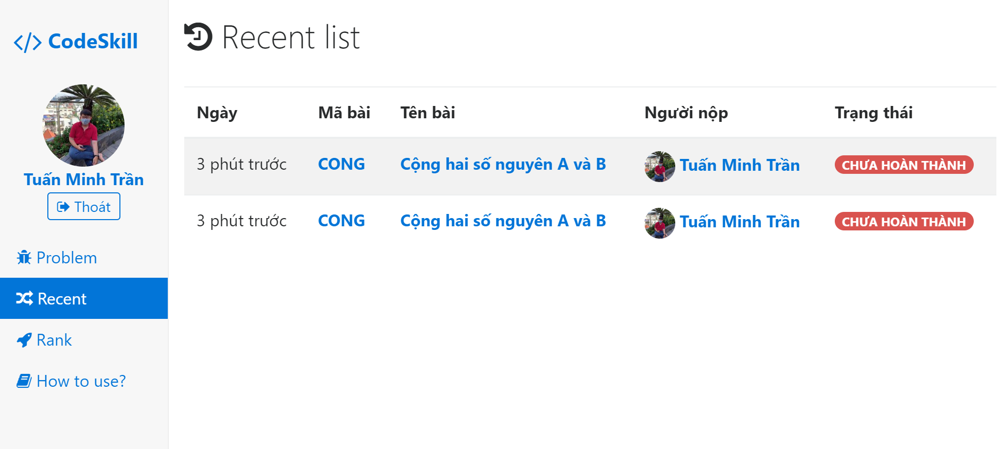 CodeSkill
Tuấn Minh Trần
Thoát
Problem
Recent
Rank
How to use?
Recent list
Ngày Mã bài Tên bài Người nộp Trạng thái
3 phút trước CONG Cộng hai số nguyên A và B Tuấn Minh Trần CHƯA HOÀN THÀNH
3 phút trước CONG Cộng hai số nguyên A và B Tuấn Minh Trần CHƯA HOÀN THÀNH